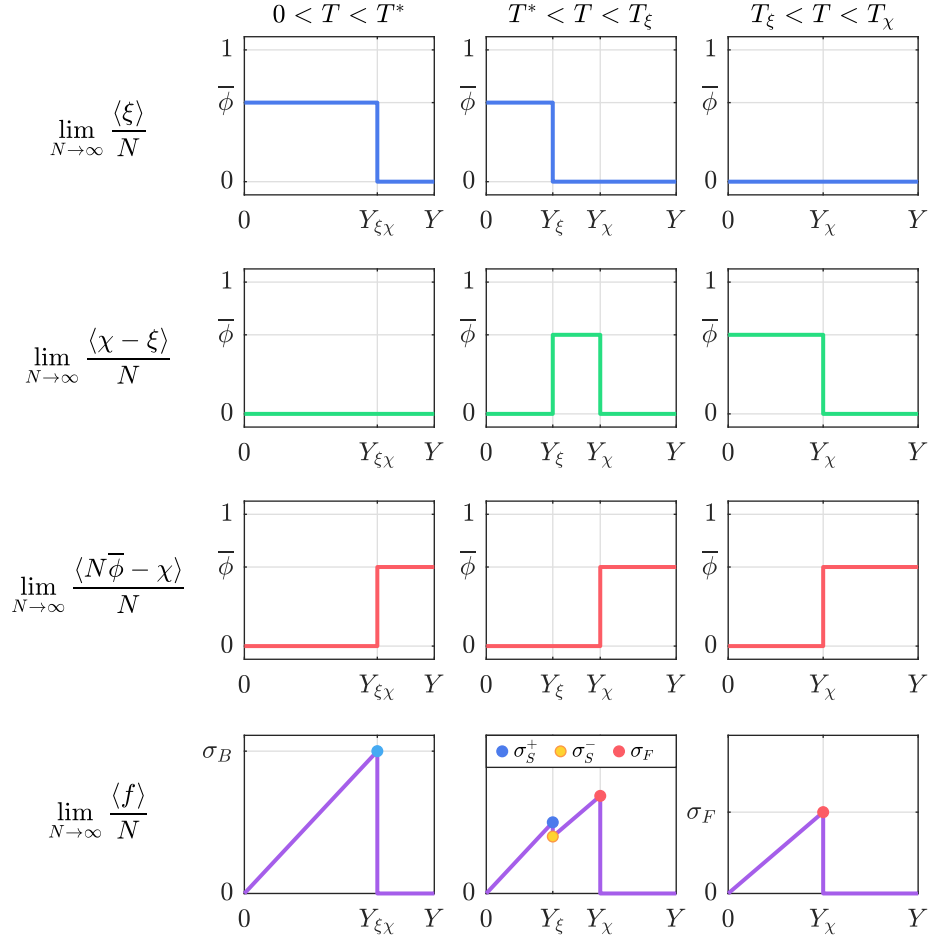 0 < T < T* T* < T < T_ξ T_ξ < T < T_χ
lim_{N→∞} ⟨ξ⟩/N
1 1 1
ϕ̅ ϕ̅ ϕ̅
0 0 0
0 Y_{ξχ} Y 0 Y_ξ Y_χ Y 0 Y_χ Y
lim_{N→∞} ⟨χ − ξ⟩/N
1 1 1
ϕ̅ ϕ̅ ϕ̅
0 0 0
0 Y_{ξχ} Y 0 Y_ξ Y_χ Y 0 Y_χ Y
lim_{N→∞} ⟨Nϕ̅ − χ⟩/N
1 1 1
ϕ̅ ϕ̅ ϕ̅
0 0 0
0 Y_{ξχ} Y 0 Y_ξ Y_χ Y 0 Y_χ Y
lim_{N→∞} ⟨f⟩/N
σ_B σ_S^+ σ_S^− σ_F
σ_F
0 0
0 Y_{ξχ} Y 0 Y_ξ Y_χ Y 0 Y_χ Y